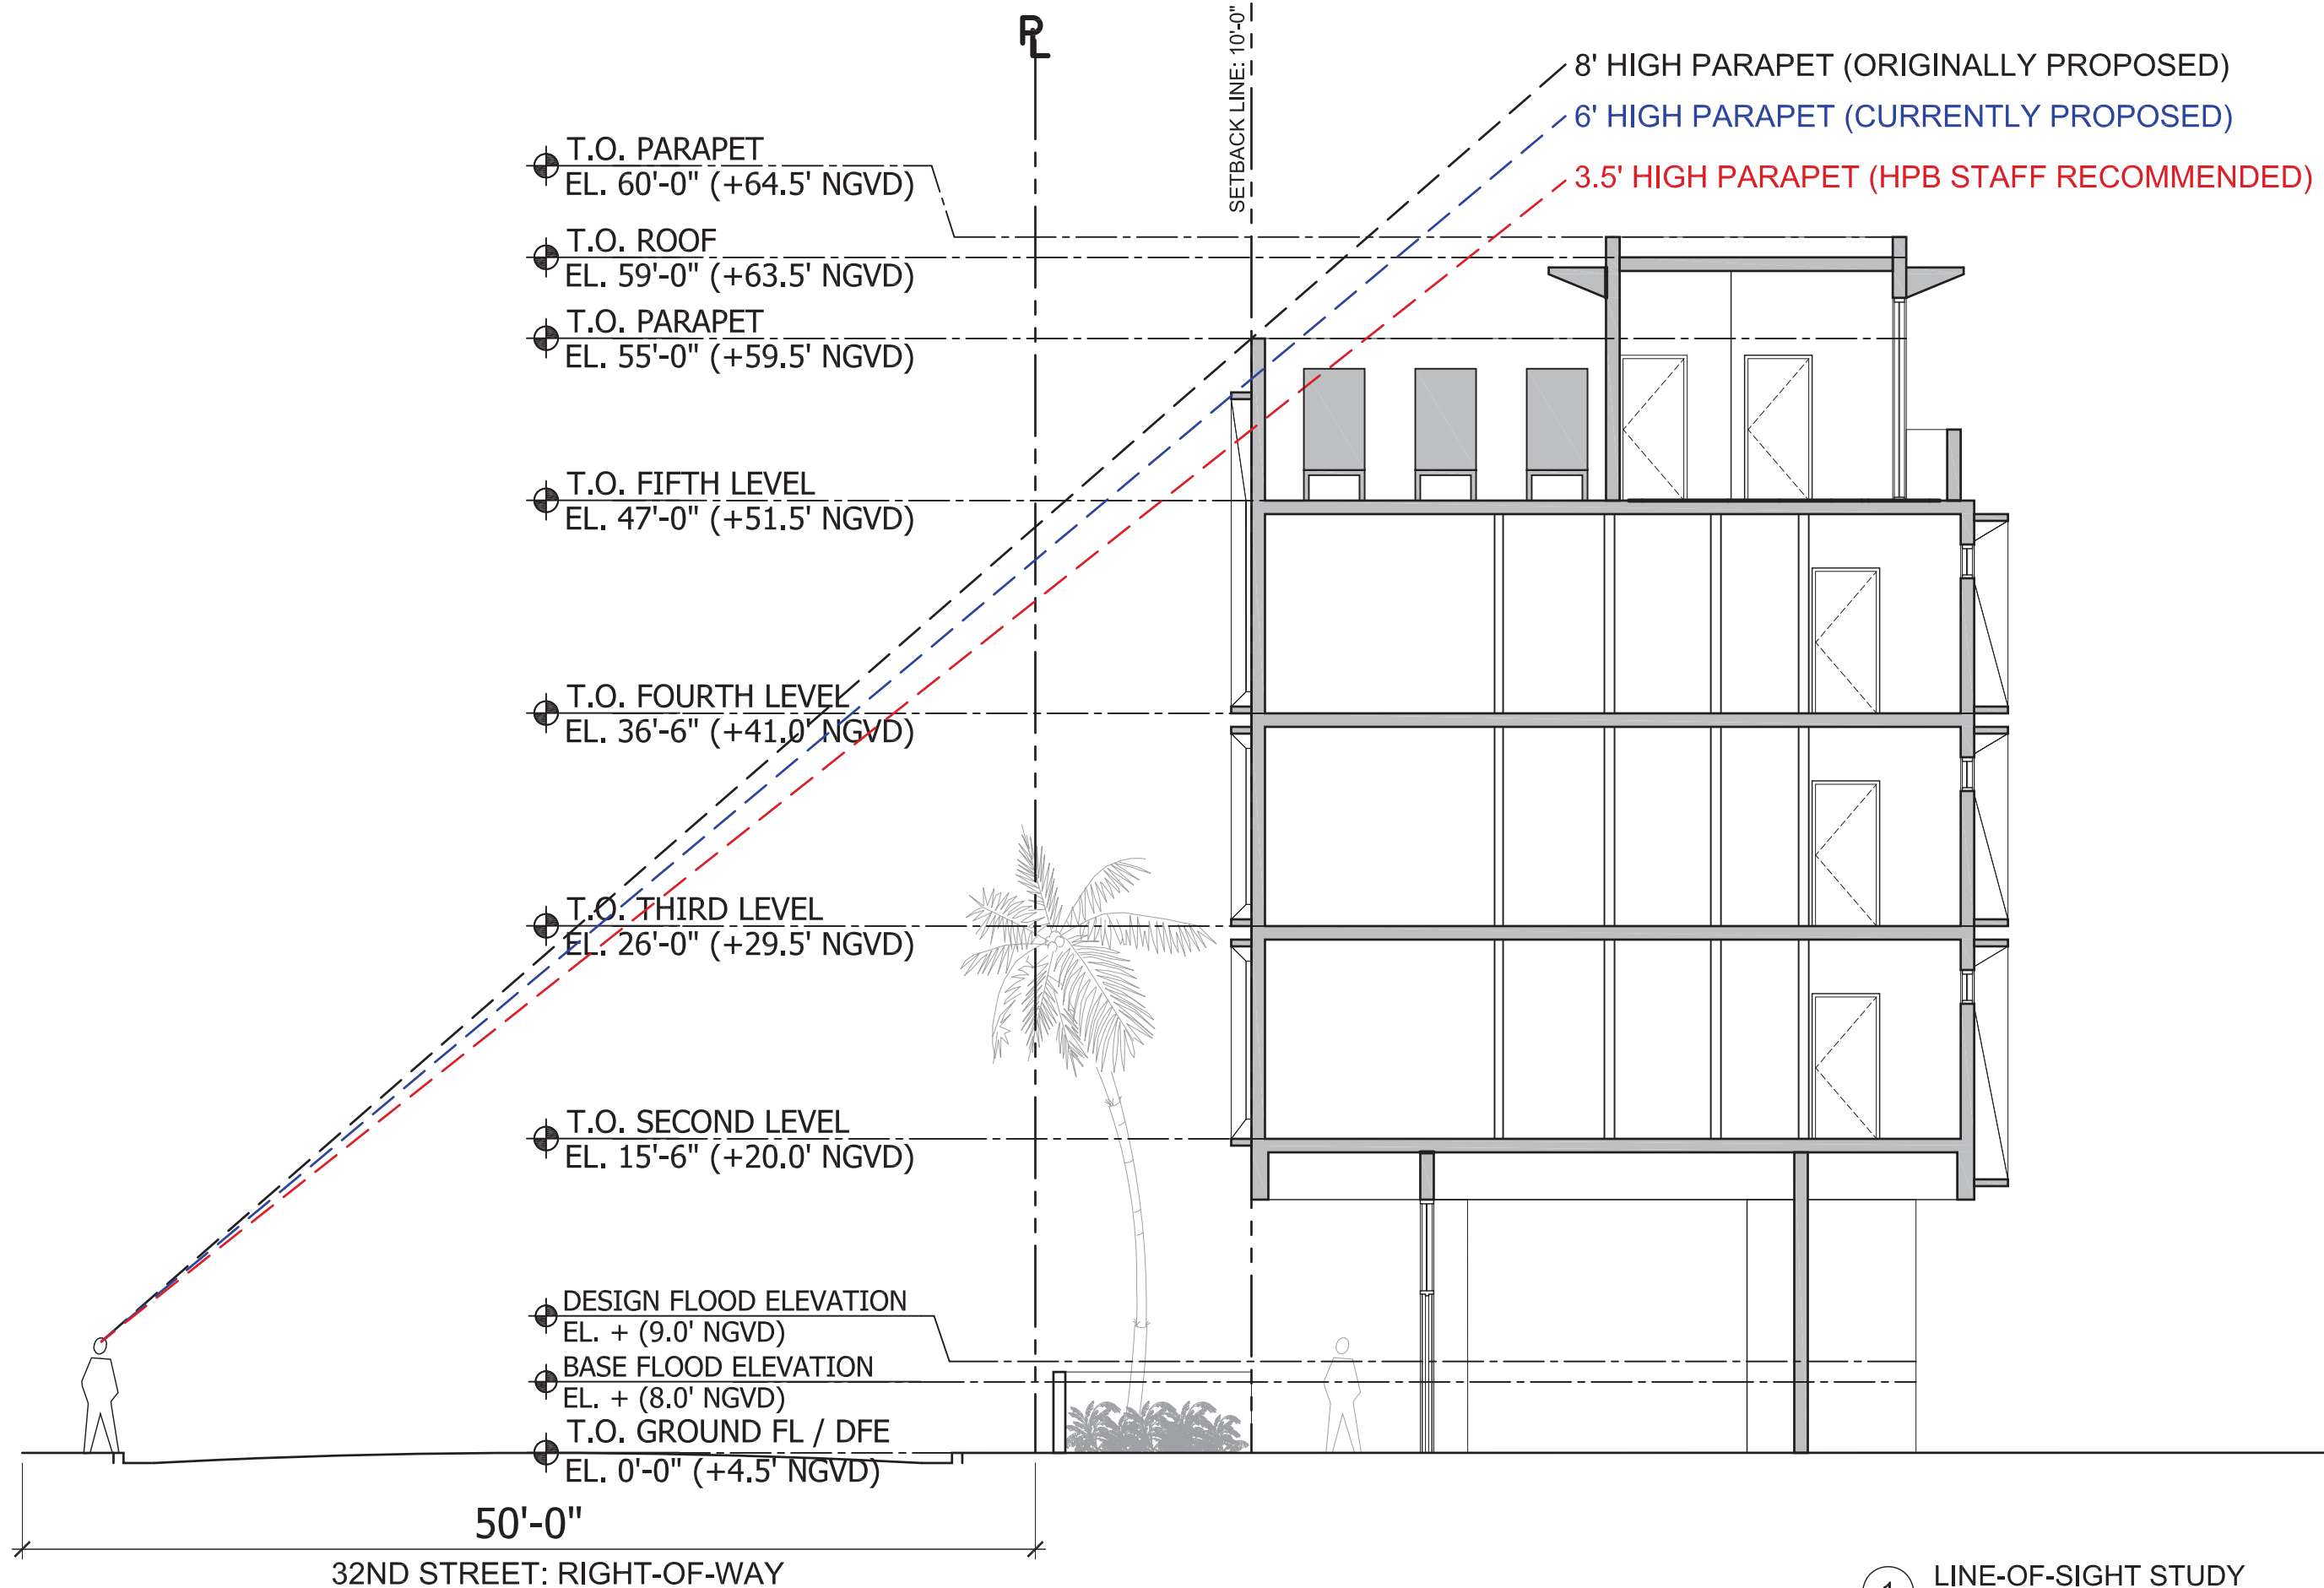 PL
SETBACK LINE: 10'-0"
8' HIGH PARAPET (ORIGINALLY PROPOSED)
6' HIGH PARAPET (CURRENTLY PROPOSED)
3.5' HIGH PARAPET (HPB STAFF RECOMMENDED)
T.O. PARAPET
EL. 60'-0" (+64.5' NGVD)
T.O. ROOF
EL. 59'-0" (+63.5' NGVD)
T.O. PARAPET
EL. 55'-0" (+59.5' NGVD)
T.O. FIFTH LEVEL
EL. 47'-0" (+51.5' NGVD)
T.O. FOURTH LEVEL
EL. 36'-6" (+41.0' NGVD)
T.O. THIRD LEVEL
EL. 26'-0" (+29.5' NGVD)
T.O. SECOND LEVEL
EL. 15'-6" (+20.0' NGVD)
DESIGN FLOOD ELEVATION
EL. + (9.0' NGVD)
BASE FLOOD ELEVATION
EL. + (8.0' NGVD)
T.O. GROUND FL / DFE
EL. 0'-0" (+4.5' NGVD)
50'-0"
32ND STREET: RIGHT-OF-WAY
1 LINE-OF-SIGHT STUDY